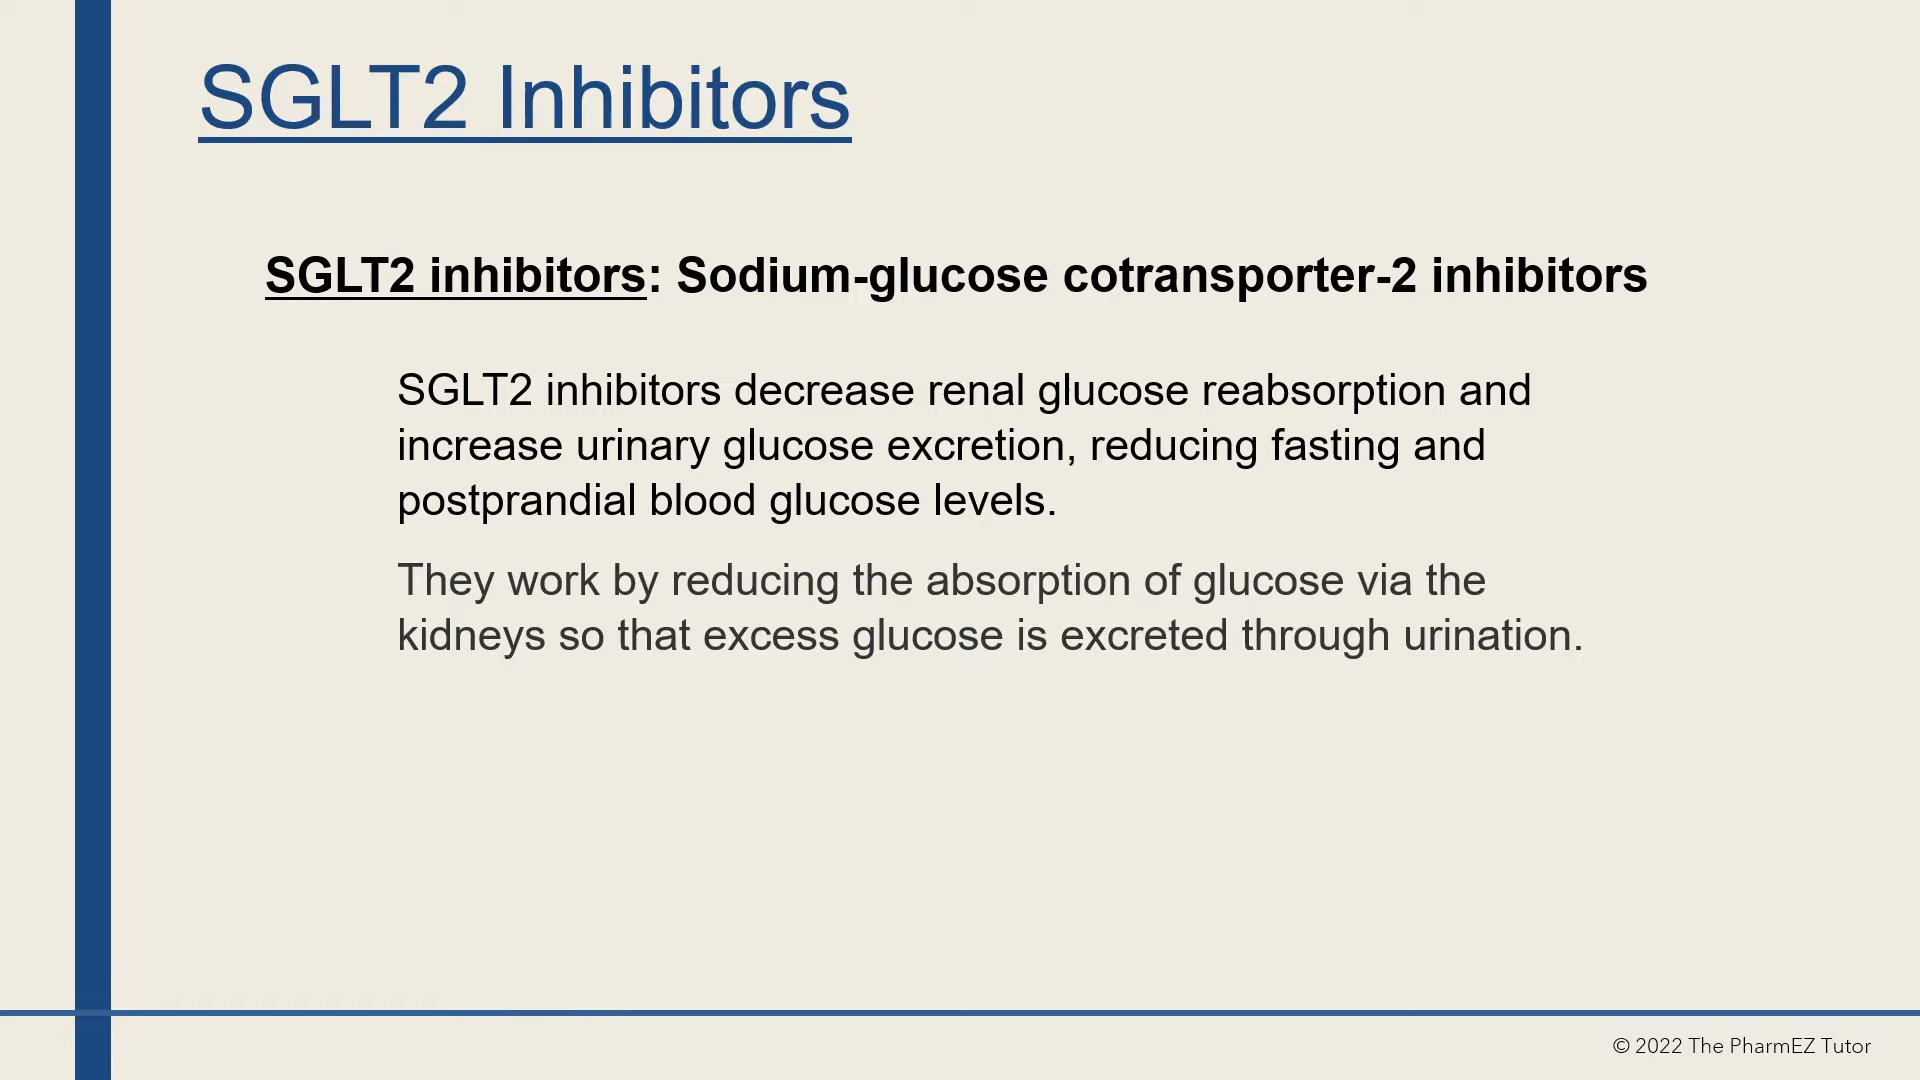 SGLT2 Inhibitors
SGLT2 inhibitors: Sodium-glucose cotransporter-2 inhibitors
SGLT2 inhibitors decrease renal glucose reabsorption and
increase urinary glucose excretion, reducing fasting and
postprandial blood glucose levels.
They work by reducing the absorption of glucose via the
kidneys so that excess glucose is excreted through urination.
© 2022 The PharmEZ Tutor